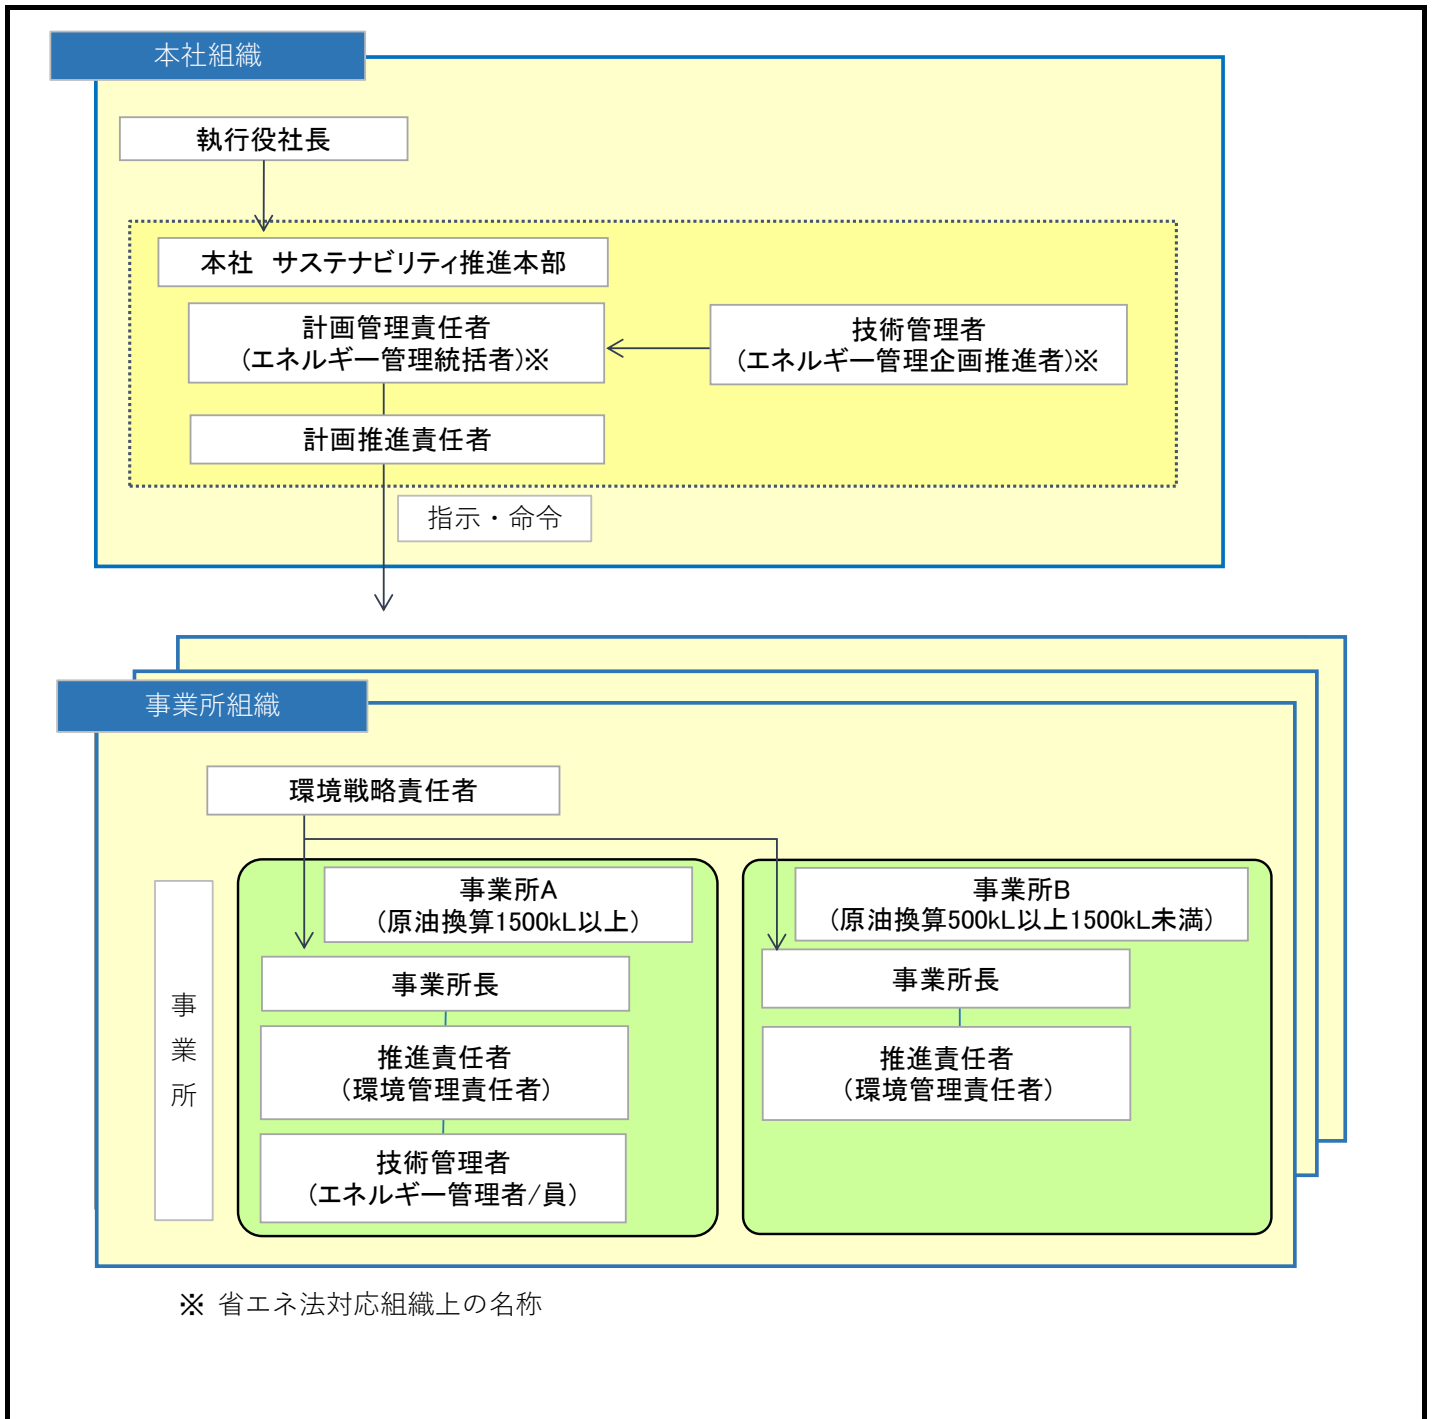 本社組織
執行役社長
本社　サステナビリティ推進本部
計画管理責任者
(エネルギー管理統括者)※
技術管理者
(エネルギー管理企画推進者)※
計画推進責任者
指示・命令
事業所組織
環境戦略責任者
事業所
事業所A
（原油換算1500kL以上）
事業所長
推進責任者
（環境管理責任者）
技術管理者
（エネルギー管理者/員）
事業所B
（原油換算500kL以上1500kL未満）
事業所長
推進責任者
（環境管理責任者）
※ 省エネ法対応組織上の名称